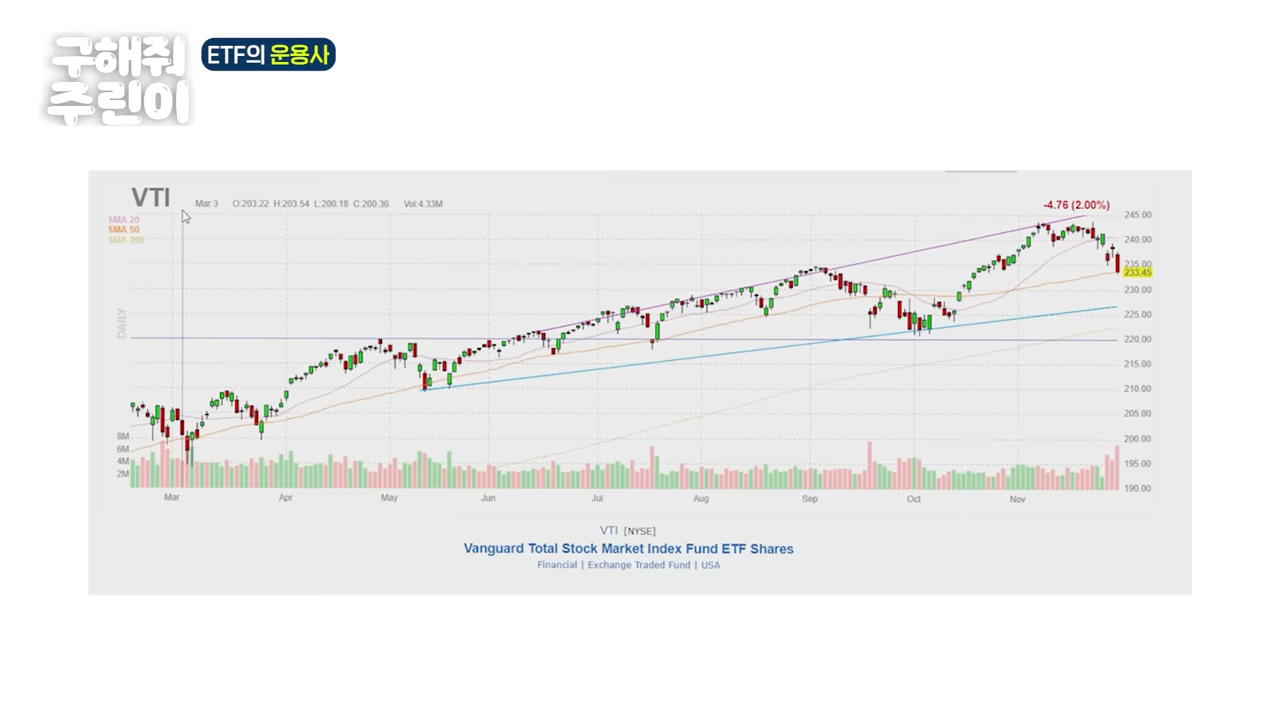 구해줘
주린이
ETF의 운용사
VTI
Mar 3 O:203.22 H:203.54 L:200.18 C:200.36 Vol:4.33M
-4.76 (2.00%)
SMA 20
SMA 50
SMA 200
DAILY
245.00
240.00
235.00
233.45
230.00
225.00
220.00
215.00
210.00
205.00
200.00
195.00
190.00
8M
6M
4M
2M
Mar Apr May Jun Jul Aug Sep Oct Nov
VTI [NYSE]
Vanguard Total Stock Market Index Fund ETF Shares
Financial | Exchange Traded Fund | USA